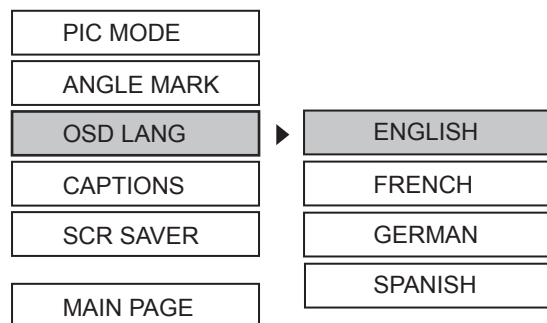 PIC MODE
ANGLE MARK
OSD LANG
CAPTIONS
SCR SAVER
MAIN PAGE
ENGLISH
FRENCH
GERMAN
SPANISH